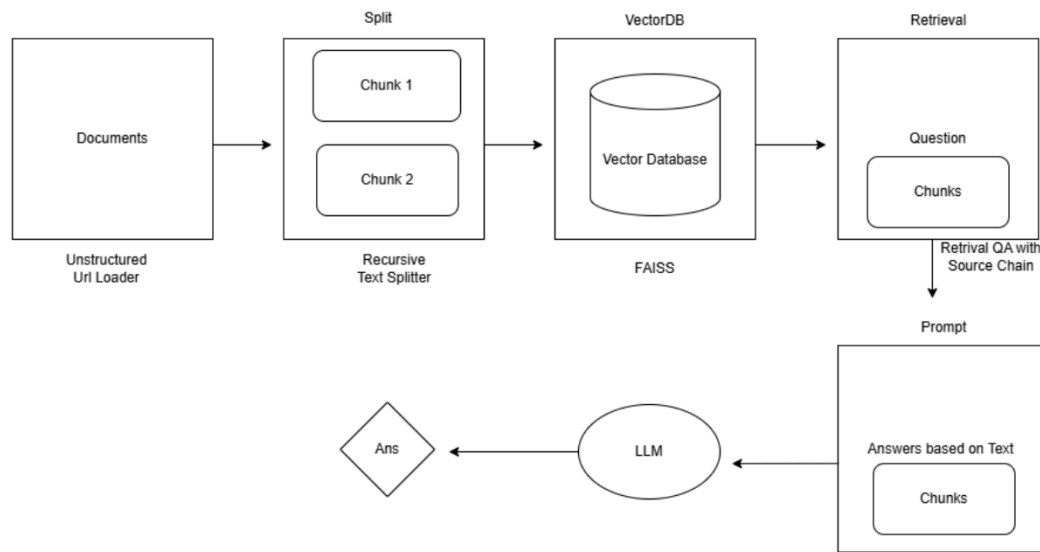 Split
VectorDB
Retrieval
Documents
Chunk 1
Chunk 2
Vector Database
Question
Chunks
Unstructured
Url Loader
Recursive
Text Splitter
FAISS
Retrival QA with
Source Chain
Prompt
Answers based on Text
Chunks
LLM
Ans